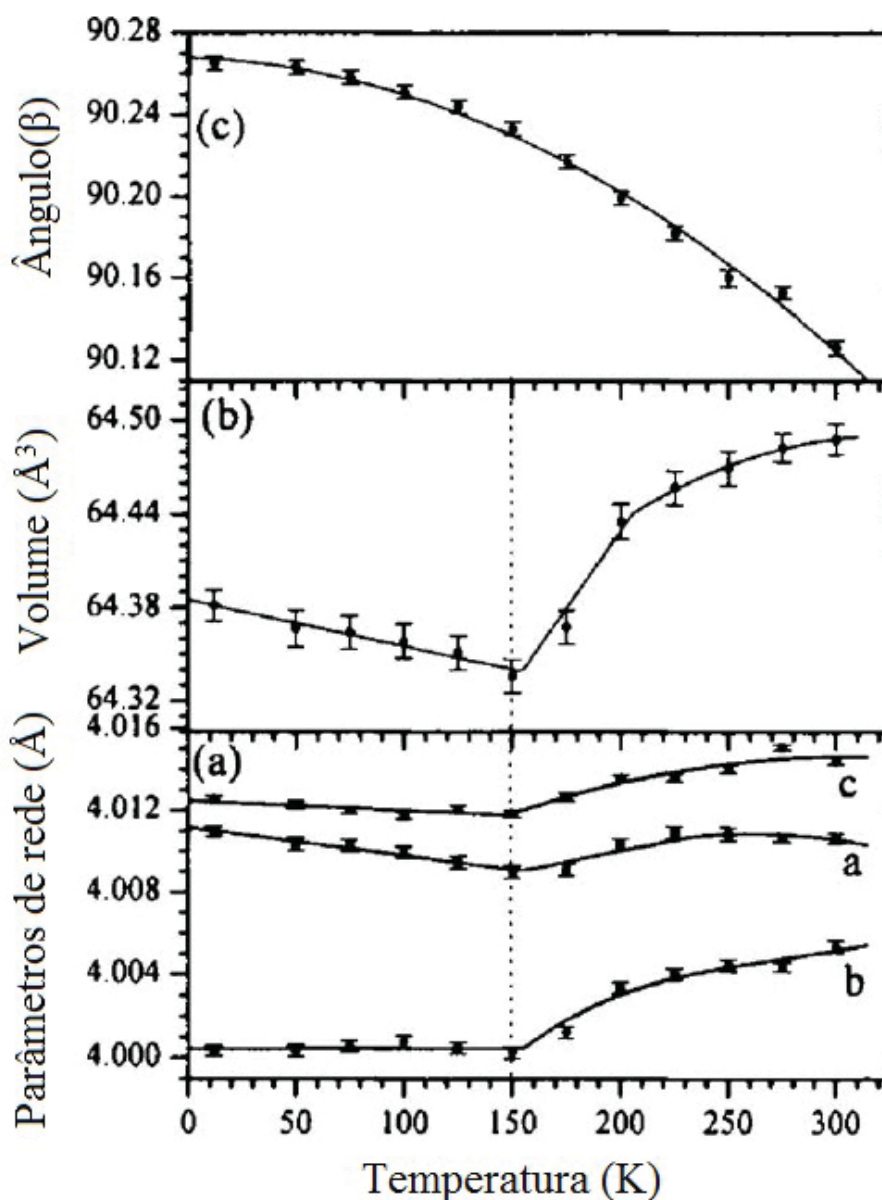 Ângulo(β)
90.28
90.24
90.20
90.16
90.12
(c)
Volume (Å³)
64.50
64.44
64.38
64.32
(b)
Parâmetros de rede (Å)
4.016
4.012
4.008
4.004
4.000
(a)
c
a
b
0 50 100 150 200 250 300
Temperatura (K)